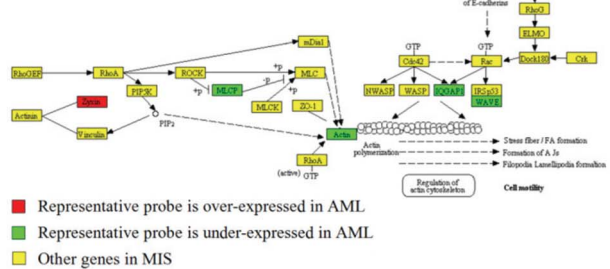 of E-cadherins
RhoG
ELMO
mDia1
GTP
GTP
Cdc42
Rac
Dock180
Crk
RhoGEF
RhoA
ROCK
+p
MLC
-p
+p
MLCP
+p
PIP5K
NWASP
WASP
IQGAP1
IRSp53
WAVE
Zyxin
MLCK
ZO-1
Actinin
PIP2
Vinculin
Actin
Actin
polymerization
Stress fiber / FA formation
Formation of A Js
Filopodia Lamellipodia formation
RhoA
(active)
GTP
Regulation of
actin cytoskeleton
Cell motility
Representative probe is over-expressed in AML
Representative probe is under-expressed in AML
Other genes in MIS